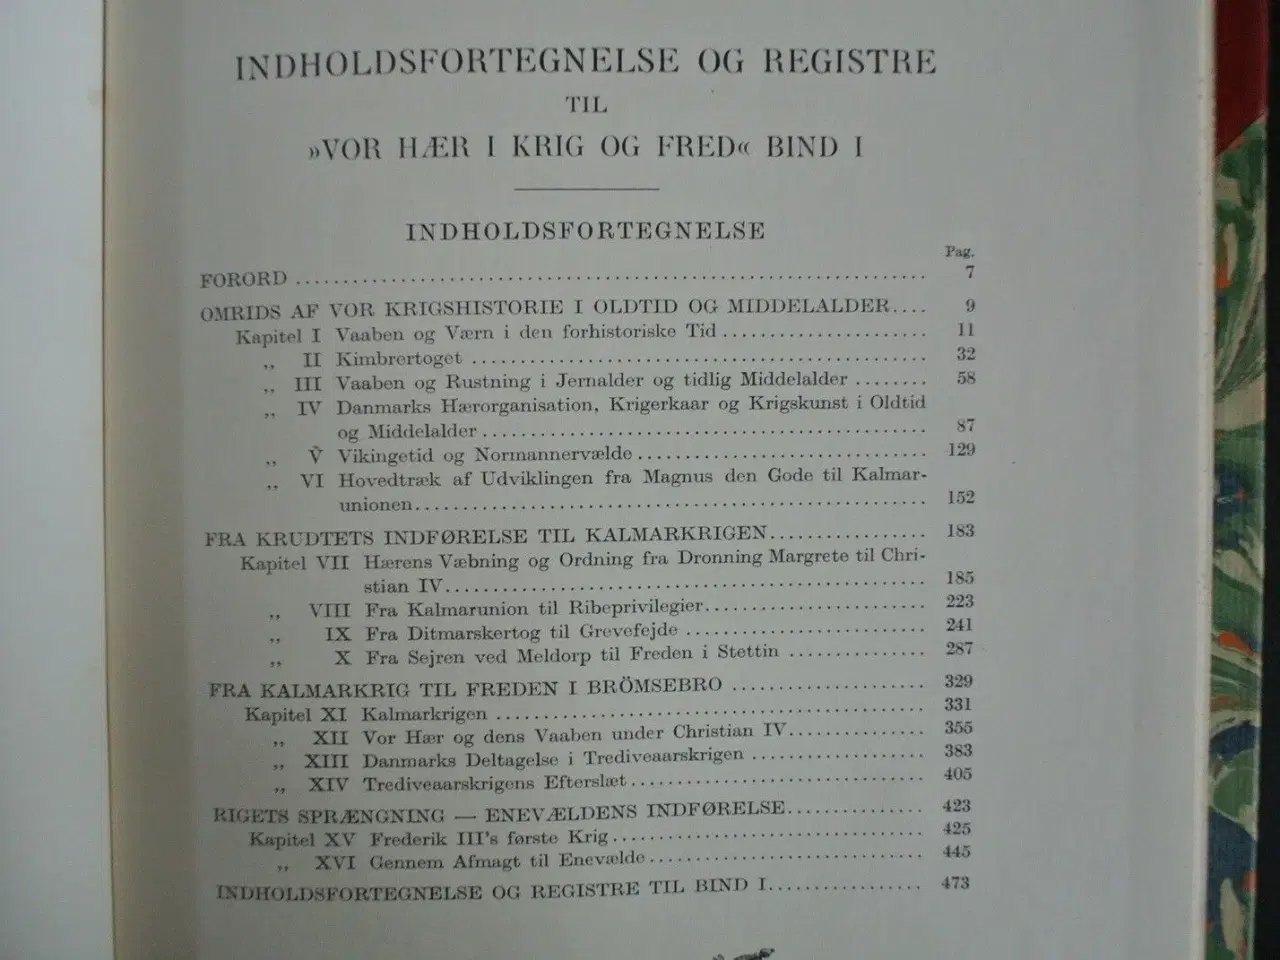 INDHOLDSFORTEGNELSE OG REGISTRE
TIL
»VOR HÆR I KRIG OG FRED« BIND I
INDHOLDSFORTEGNELSE
Pag.
FORORD ........ 7
OMRIDS AF VOR KRIGSHISTORIE I OLDTID OG MIDDELALDER.... 9
Kapitel I Vaaben og Værn i den forhistoriske Tid ........ 11
„ II Kimbrertoget ........ 32
„ III Vaaben og Rustning i Jernalder og tidlig Middelalder ........ 58
„ IV Danmarks Hærorganisation, Krigerkaar og Krigskunst i Oldtid
og Middelalder ........ 87
„ V Vikingetid og Normannervælde ........ 129
„ VI Hovedtræk af Udviklingen fra Magnus den Gode til Kalmar-
unionen ........ 152
FRA KRUDTETS INDFØRELSE TIL KALMARKRIGEN ........ 183
Kapitel VII Hærens Væbning og Ordning fra Dronning Margrete til Chri-
stian IV ........ 185
„ VIII Fra Kalmarunion til Ribeprivilegier ........ 223
„ IX Fra Ditmarskertog til Grevefejde ........ 241
„ X Fra Sejren ved Meldorp til Freden i Stettin ........ 287
FRA KALMARKRIG TIL FREDEN I BRÖMSEBRO ........ 329
Kapitel XI Kalmarkrigen ........ 331
„ XII Vor Hær og dens Vaaben under Christian IV ........ 355
„ XIII Danmarks Deltagelse i Trediveaarskrigen ........ 383
„ XIV Trediveaarskrigens Efterslæt ........ 405
RIGETS SPRÆNGNING — ENEVÆLDENS INDFØRELSE ........ 423
Kapitel XV Frederik III's første Krig ........ 425
„ XVI Gennem Afmagt til Enevælde ........ 445
INDHOLDSFORTEGNELSE OG REGISTRE TIL BIND I ........ 473